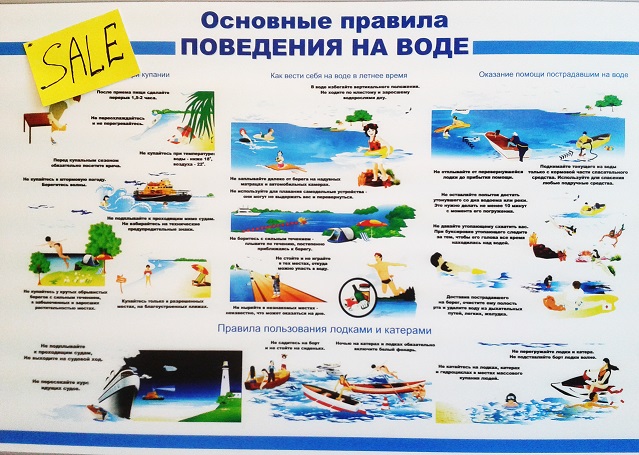 SALE
Основные правила
ПОВЕДЕНИЯ НА ВОДЕ
купании
Как вести себя на воде в летнее время
Оказание помощи пострадавшим на воде
После приема пищи сделайте
перерыв 1,5-2 часа.
Не переохлаждайтесь
и не перегревайтесь.
Перед купальным сезоном
обязательно посетите врача.
Не купайтесь при температуре
воды - ниже 18°,
воздуха - 22°.
Не купайтесь в штормовую погоду.
Берегитесь волны.
Не подплывайте к проходящим мимо судам.
Не взбирайтесь на технические
предупредительные знаки.
Не купайтесь у крутых обрывистых
берегов с сильным течением,
в заболоченных и заросших
растительностью местах.
Купайтесь только в разрешенных
местах, на благоустроенных пляжах.
В воде избегайте вертикального положения.
Не ходите по илистому и заросшему
водорослями дну.
Не заплывайте далеко от берега на надувных
матрацах и автомобильных камерах.
Не используйте для плавания самодельные устройства -
они могут не выдержать вес и перевернуться.
Не боритесь с сильным течением -
плывите по течению, постепенно
приближаясь к берегу.
Не стойте и не играйте
в тех местах, откуда
можно упасть в воду.
Не ныряйте в незнакомых местах -
неизвестно, что может оказаться на дне.
Не отплывайте от перевернувшейся
лодки до прибытия помощи.
Поднимайте тонущего из воды
только с кормовой части спасательного
средства. Используйте для спасения
любые подручные средства.
Не оставляйте попыток достать
утонувшего со дна водоема или реки.
Это нужно делать не менее 10 минут
с момента его погружения.
Не давайте утопающему схватить вас.
При буксировке утопающего следите
за тем, чтобы его голова все время
находилась над водой.
Доставив пострадавшего
на берег, очистите ему полость
рта и удалите воду из дыхательных
путей, легких, желудка.
Правила пользования лодками и катерами
Не подплывайте
к проходящим судам.
Не выходите на судовой ход.
Не пересекайте курс
идущих судов.
Не садитесь на борт
и не стойте на сиденьях.
Ночью на катерах и лодках обязательно
включите белый фонарь.
Не перегружайте лодки и катера.
Не подставляйте борт лодки волне.
Не катайтесь на лодках, катерах
и гидроциклах в местах массового
купания людей.